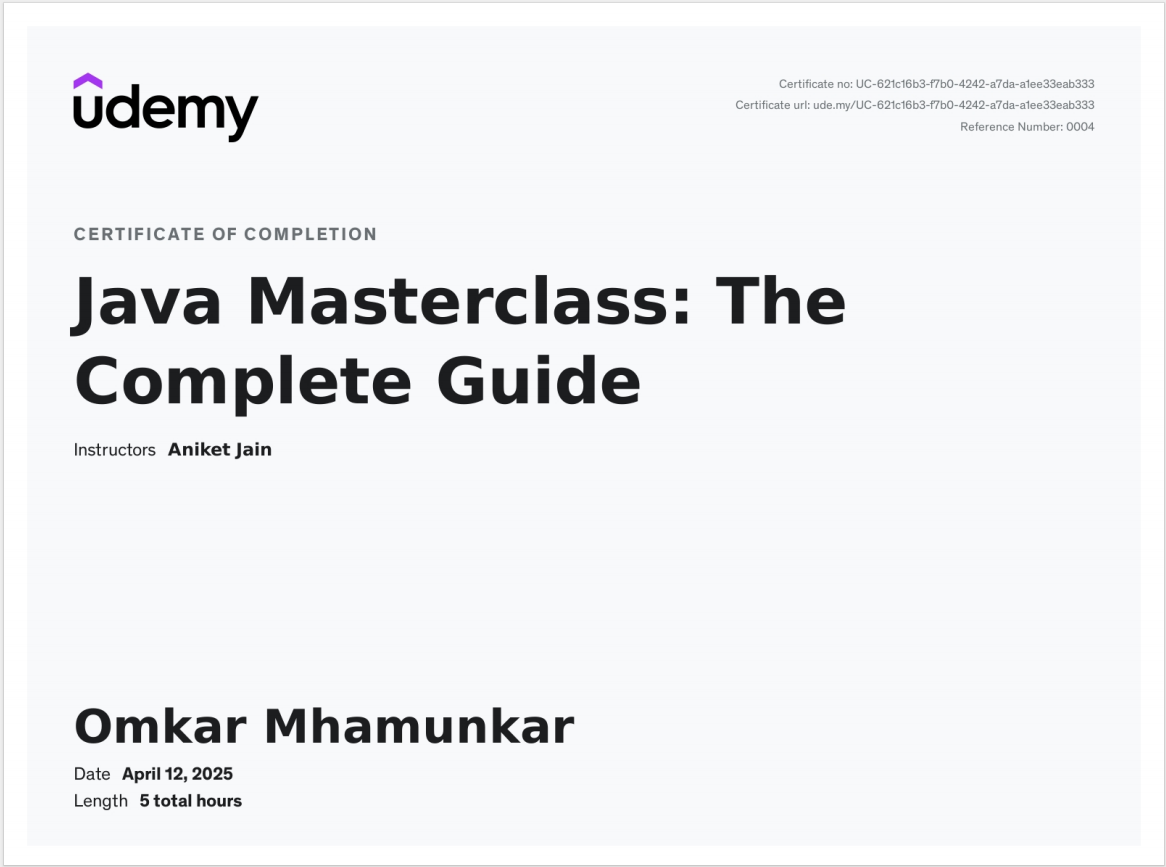 udemy
Certificate no: UC-621c16b3-f7b0-4242-a7da-a1ee33eab333
Certificate url: ude.my/UC-621c16b3-f7b0-4242-a7da-a1ee33eab333
Reference Number: 0004
CERTIFICATE OF COMPLETION
Java Masterclass: The
Complete Guide
Instructors Aniket Jain
Omkar Mhamunkar
Date April 12, 2025
Length 5 total hours